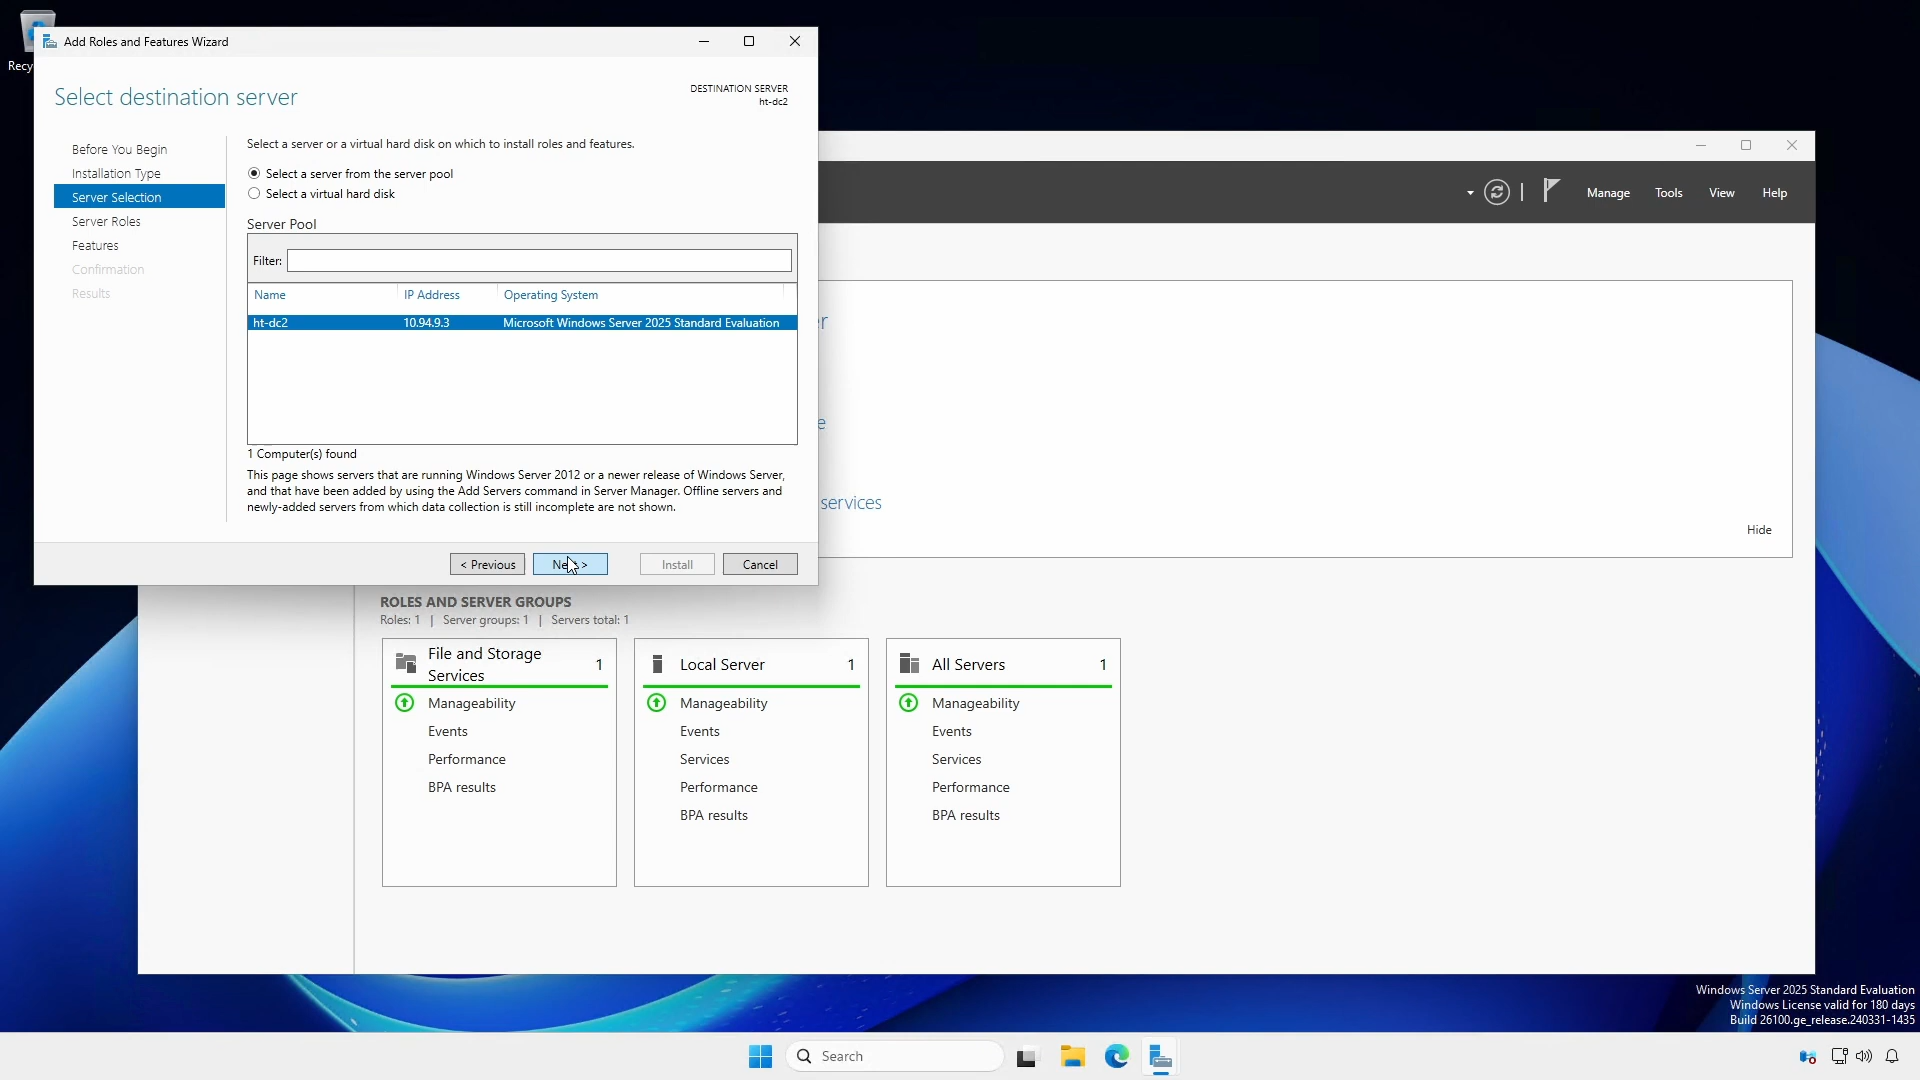 Recy
Add Roles and Features Wizard
Select destination server
DESTINATION SERVER
ht-dc2
Before You Begin
Installation Type
Server Selection
Server Roles
Features
Confirmation
Results
Select a server or a virtual hard disk on which to install roles and features.
Select a server from the server pool
Select a virtual hard disk
Server Pool
Filter:
Name IP Address Operating System
ht-dc2 10.94.9.3 Microsoft Windows Server 2025 Standard Evaluation
1 Computer(s) found
This page shows servers that are running Windows Server 2012 or a newer release of Windows Server,
and that have been added by using the Add Servers command in Server Manager. Offline servers and
newly-added servers from which data collection is still incomplete are not shown.
< Previous
Next >
Install
Cancel
Manage Tools View Help
r
e
services
Hide
ROLES AND SERVER GROUPS
Roles: 1 | Server groups: 1 | Servers total: 1
File and Storage
Services
1
Manageability
Events
Performance
BPA results
Local Server 1
Manageability
Events
Services
Performance
BPA results
All Servers 1
Manageability
Events
Services
Performance
BPA results
Windows Server 2025 Standard Evaluation
Windows License valid for 180 days
Build 26100.ge_release.240331-1435
Search